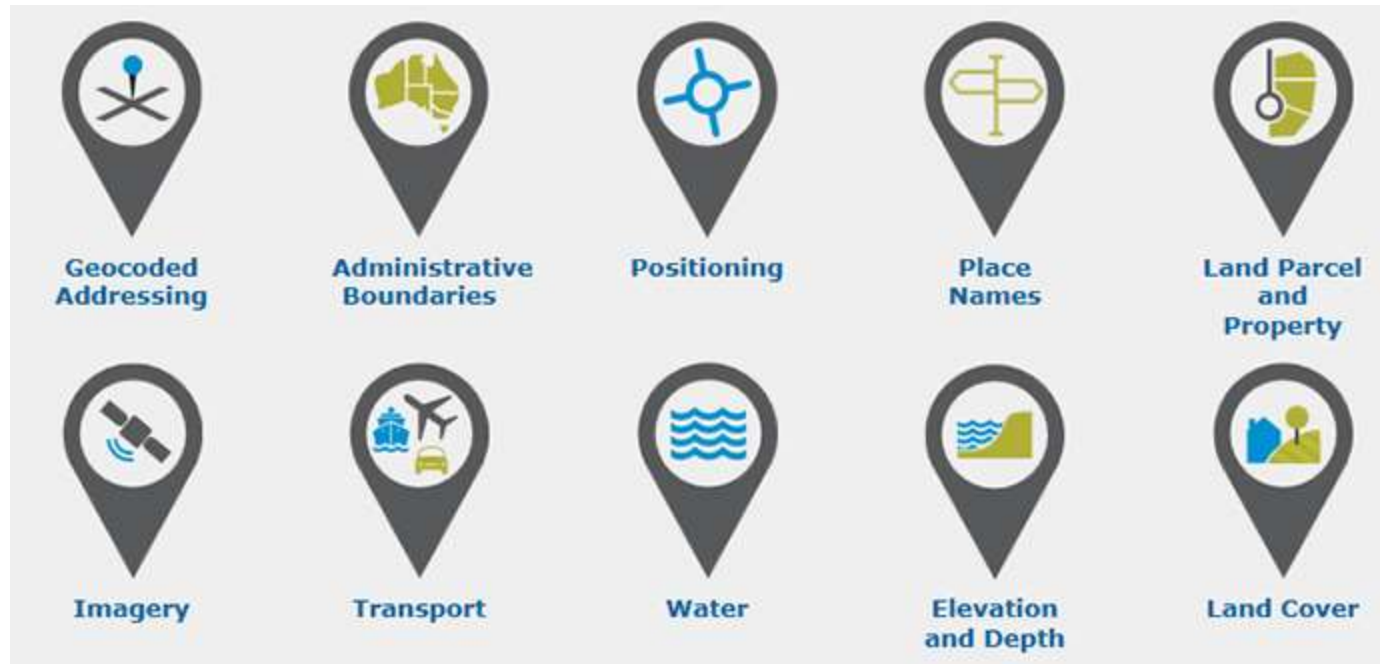 Geocoded
Addressing
Administrative
Boundaries
Positioning
Place
Names
Land Parcel
and
Property
Imagery
Transport
Water
Elevation
and Depth
Land Cover